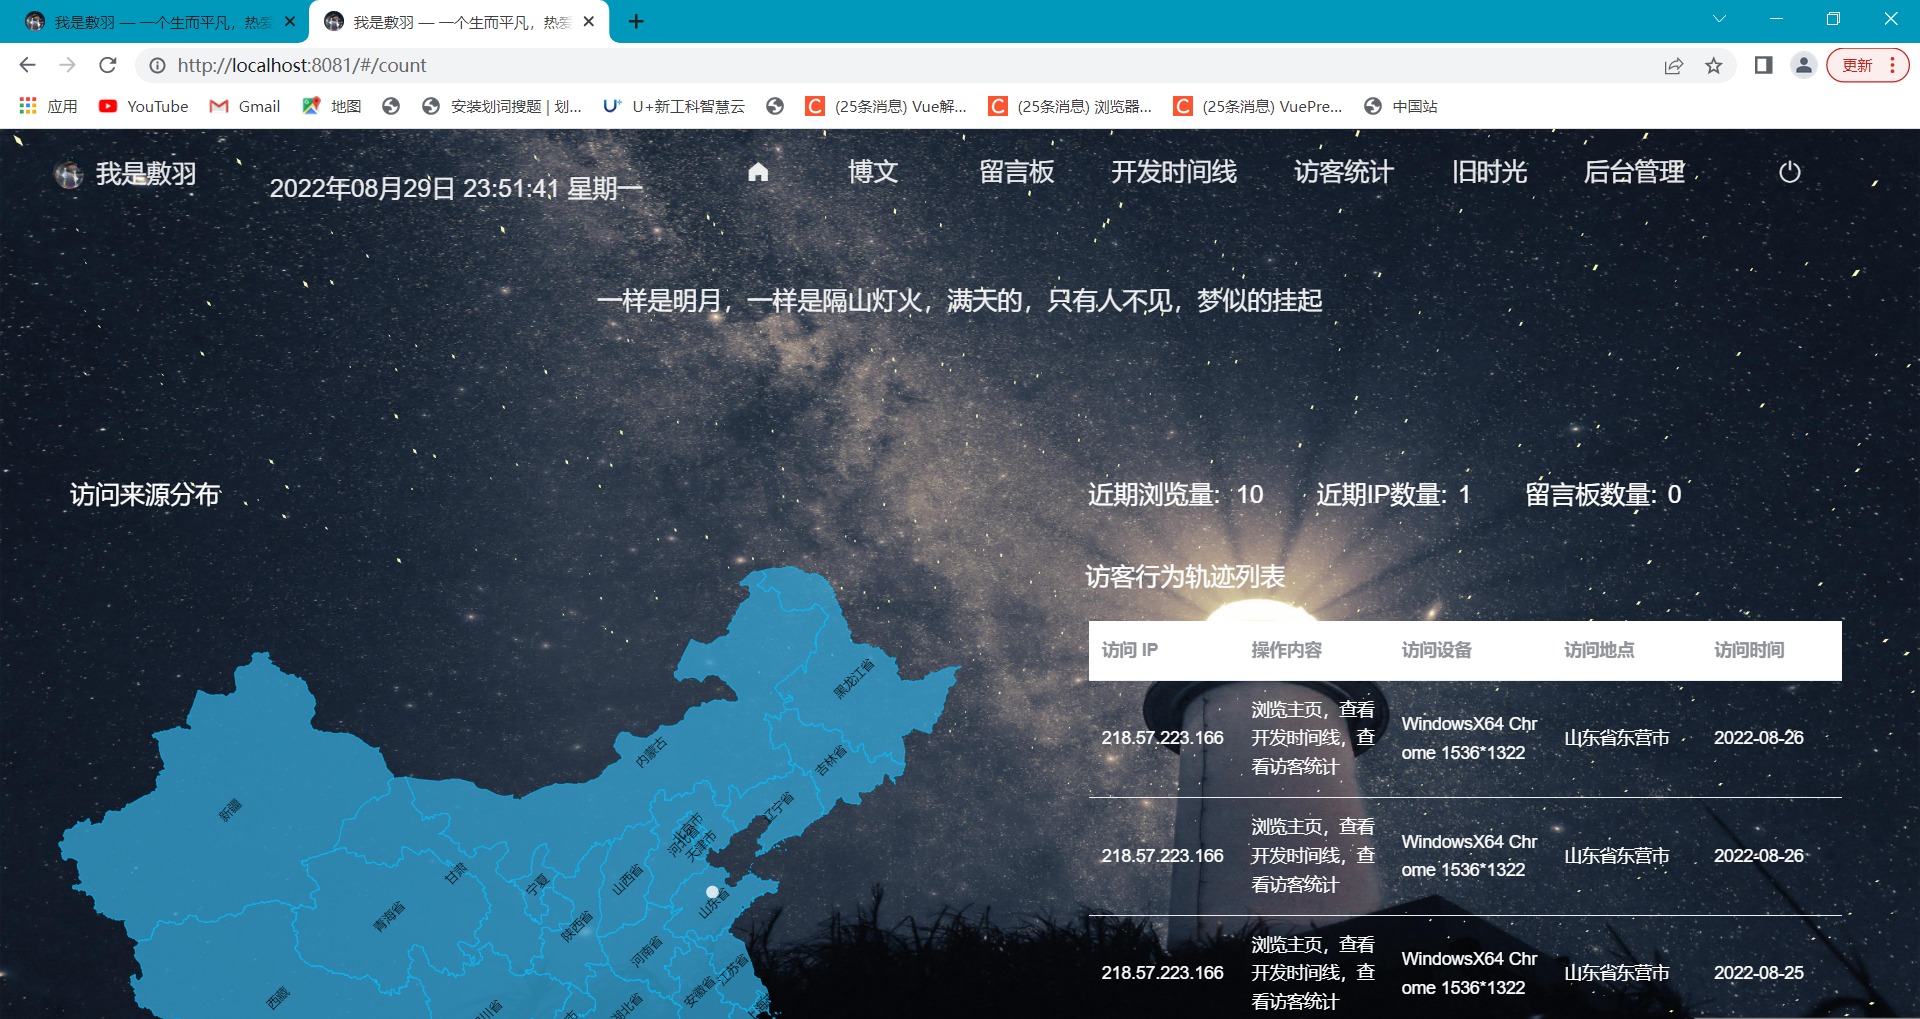 我是敷羽 — 一个生而平凡，热爱
我是敷羽 — 一个生而平凡，热爱
http://localhost:8081/#/count
更新
应用
YouTube
Gmail
地图
安装划词搜题 | 划...
U+新工科智慧云
(25条消息) Vue解...
(25条消息) 浏览器...
(25条消息) VuePre...
中国站
我是敷羽
2022年08月29日 23:51:41 星期一
博文
留言板
开发时间线
访客统计
旧时光
后台管理
一样是明月，一样是隔山灯火，满天的，只有人不见，梦似的挂起
访问来源分布
近期浏览量: 10
近期IP数量: 1
留言板数量: 0
访客行为轨迹列表
访问 IP 操作内容 访问设备 访问地点 访问时间
218.57.223.166
浏览主页，查看
开发时间线，查
看访客统计
WindowsX64 Chr
ome 1536*1322
山东省东营市
2022-08-26
218.57.223.166
浏览主页，查看
开发时间线，查
看访客统计
WindowsX64 Chr
ome 1536*1322
山东省东营市
2022-08-26
218.57.223.166
浏览主页，查看
开发时间线，查
看访客统计
WindowsX64 Chr
ome 1536*1322
山东省东营市
2022-08-25
黑龙江省
内蒙古
吉林省
辽宁省
新疆
北京市
河北省
天津市
甘肃
宁夏
山西省
山东省
青海省
陕西省
河南省
江苏省
安徽省
西藏
湖北省